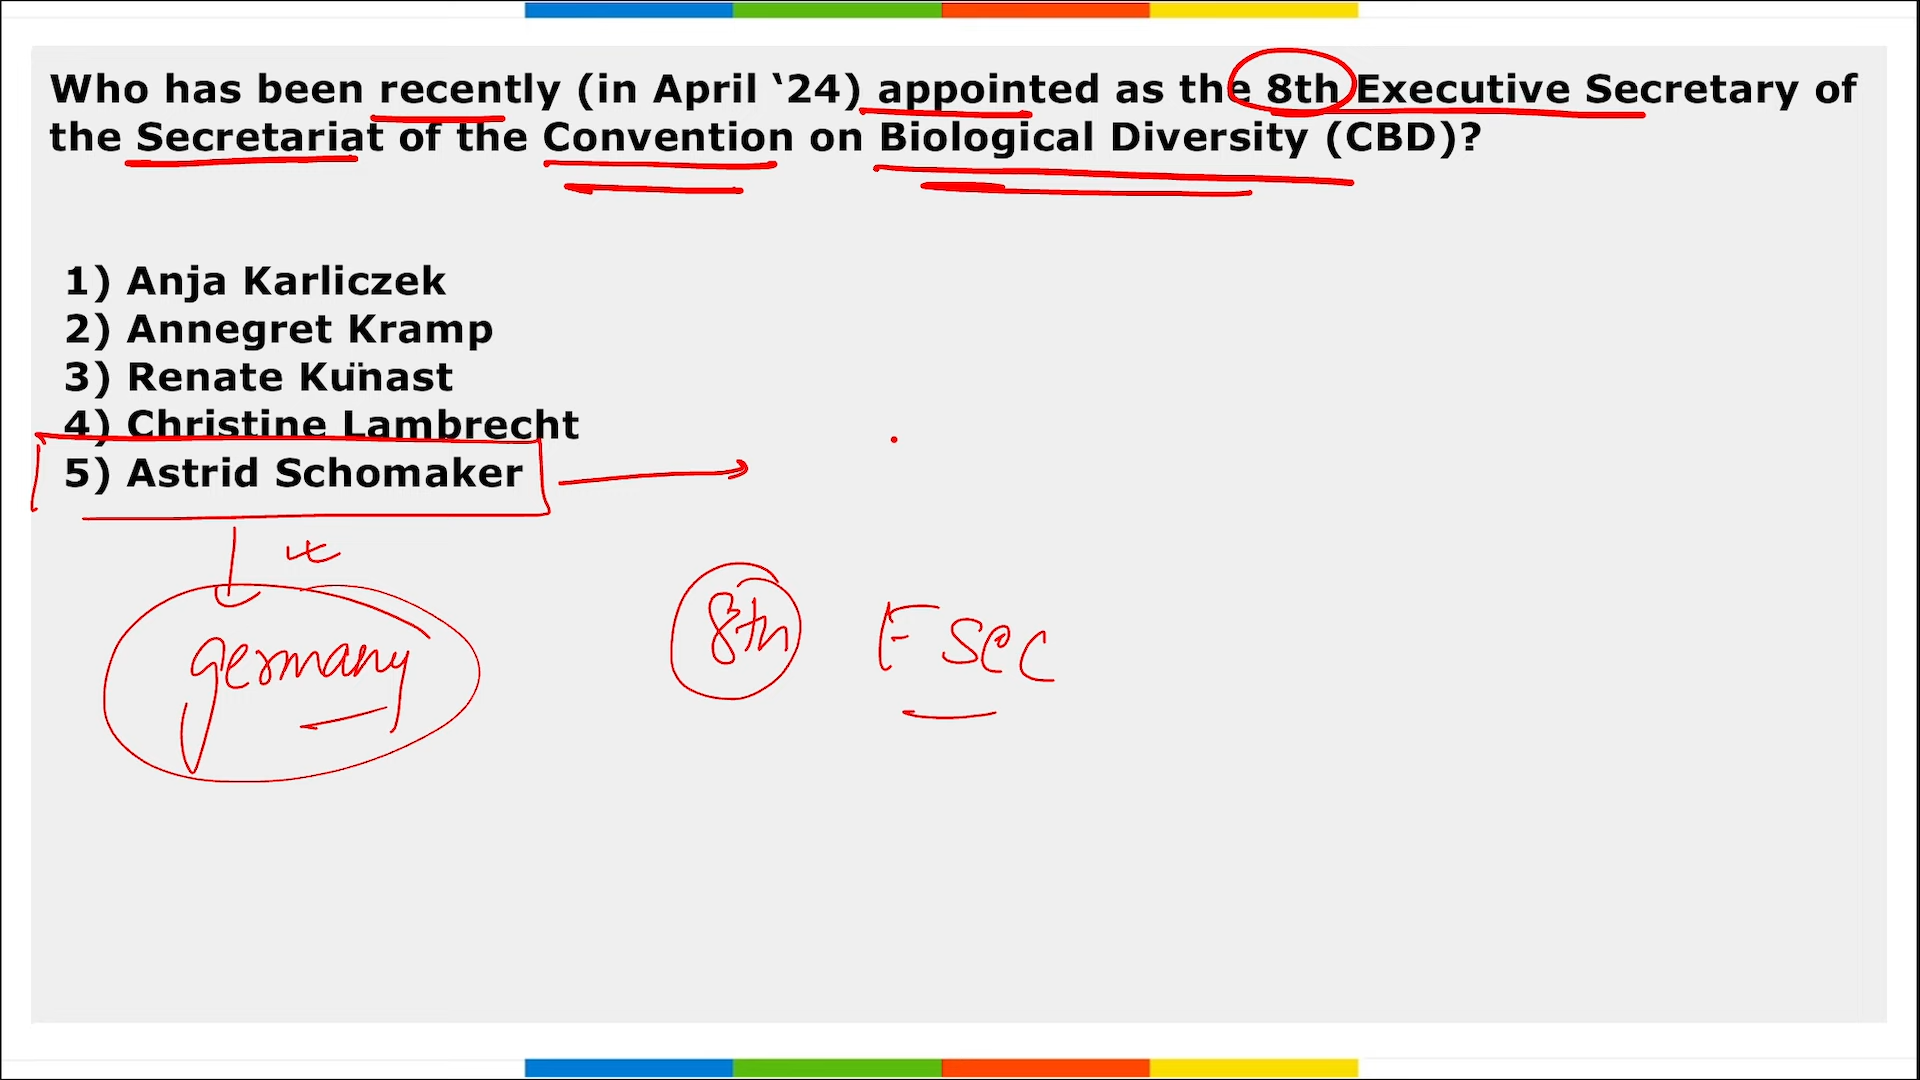 Who has been recently (in April ‘24) appointed as the 8th Executive Secretary of
the Secretariat of the Convention on Biological Diversity (CBD)?
1) Anja Karliczek
2) Annegret Kramp
3) Renate Künast
4) Christine Lambrecht
5) Astrid Schomaker
germany
8th E Sec